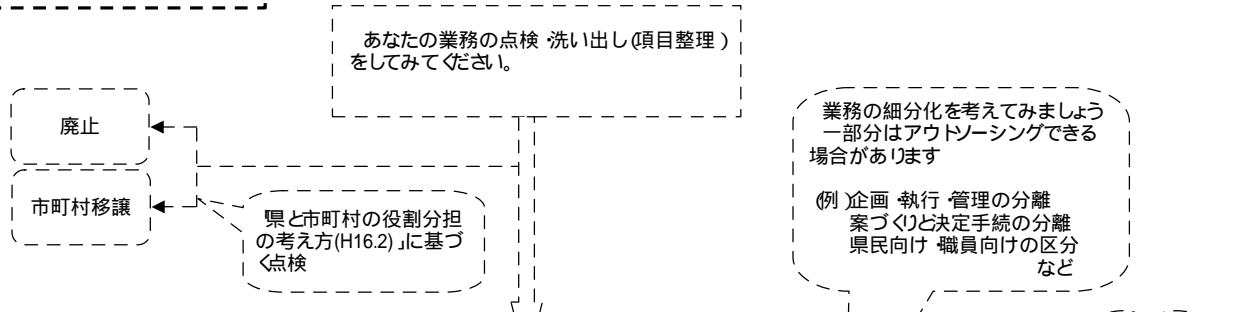 あなたの業務の点検・洗い出し(項目整理)
をしてみてください。
廃止
市町村移譲
「県と市町村の役割分担
の考え方(H16.2)」に基づ
く点検
業務の細分化を考えてみましょう
一部分はアウトソーシングできる
場合があります
(例)企画・執行・管理の分離
案づくりと決定手続の分離
県民向け・職員向けの区分
など